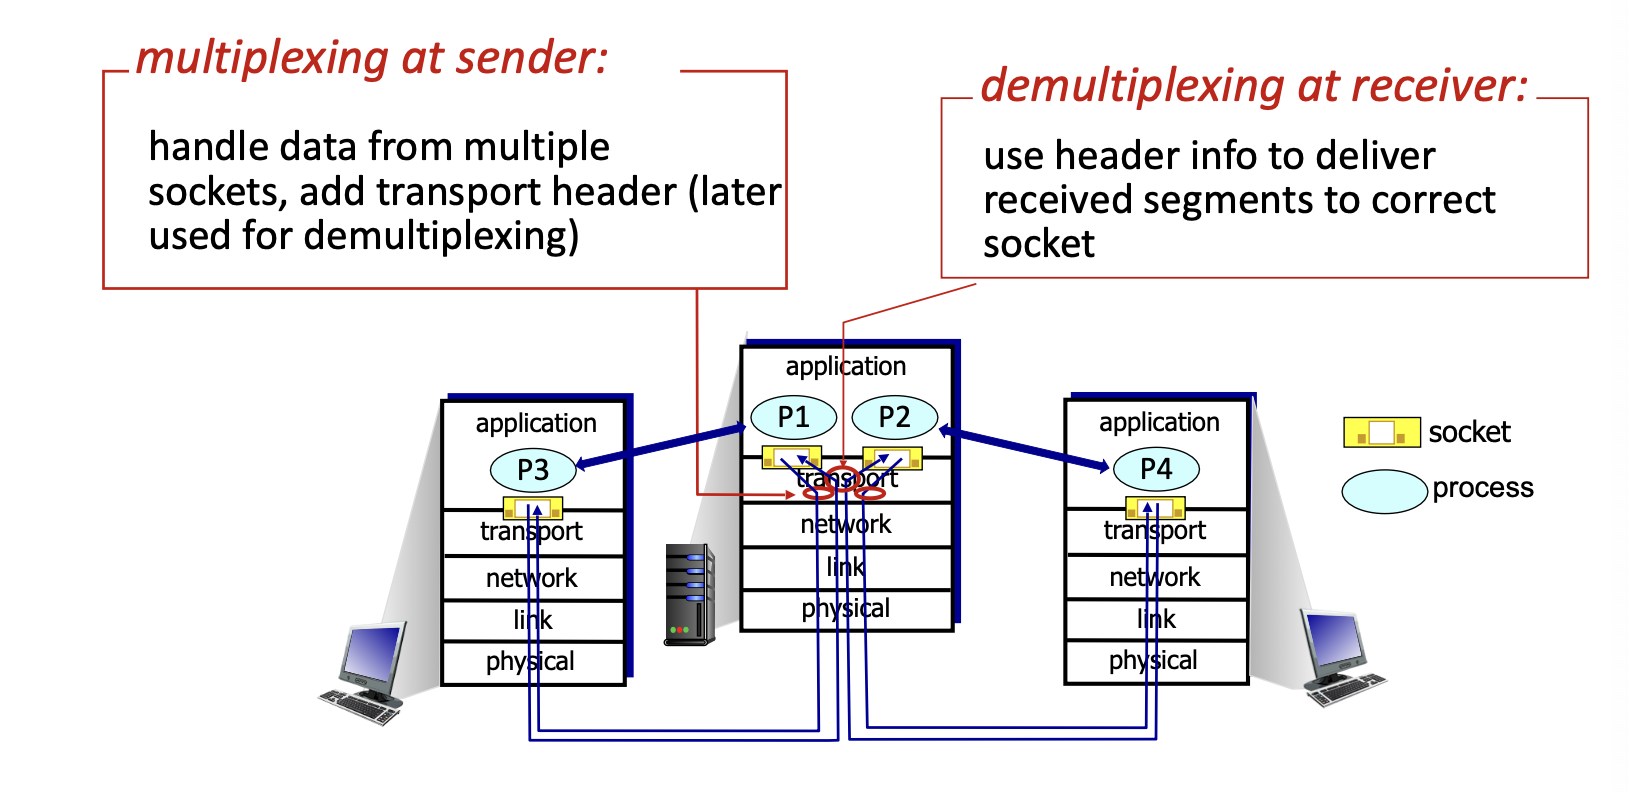 multiplexing at sender:
handle data from multiple
sockets, add transport header (later
used for demultiplexing)
demultiplexing at receiver:
use header info to deliver
received segments to correct
socket
application
P3
transport
network
link
physical
application
P1
P2
transport
network
link
physical
application
P4
transport
network
link
physical
socket
process